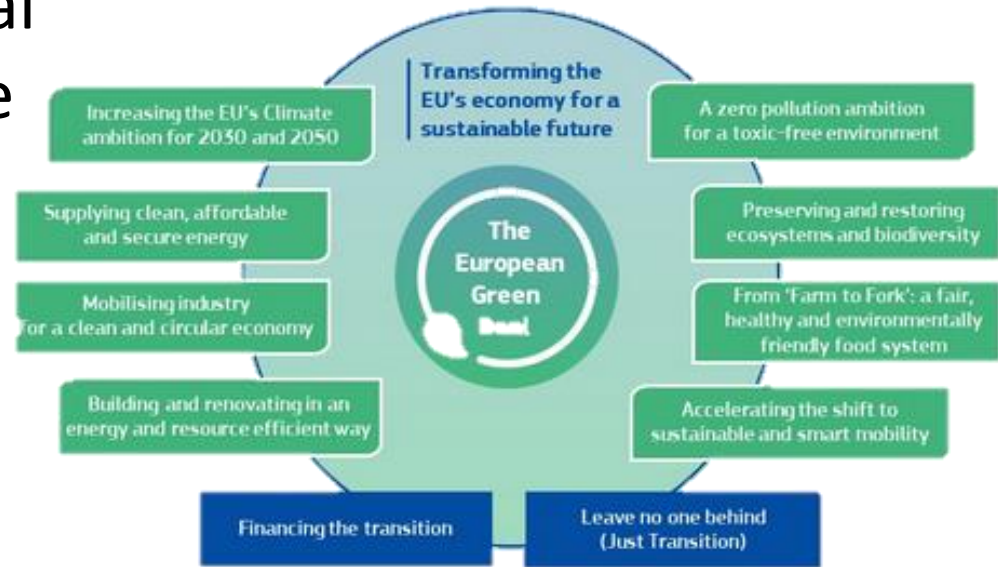 al
e
Transforming the
EU's economy for a
sustainable future
Increasing the EU's Climate
ambition for 2030 and 2050
Supplying clean, affordable
and secure energy
Mobilising industry
for a clean and circular economy
Building and renovating in an
energy and resource efficient way
The
European
Green
Deal
A zero pollution ambition
for a toxic-free environment
Preserving and restoring
ecosystems and biodiversity
From 'Farm to Fork': a fair,
healthy and environmentally
friendly food system
Accelerating the shift to
sustainable and smart mobility
Financing the transition
Leave no one behind
(Just Transition)